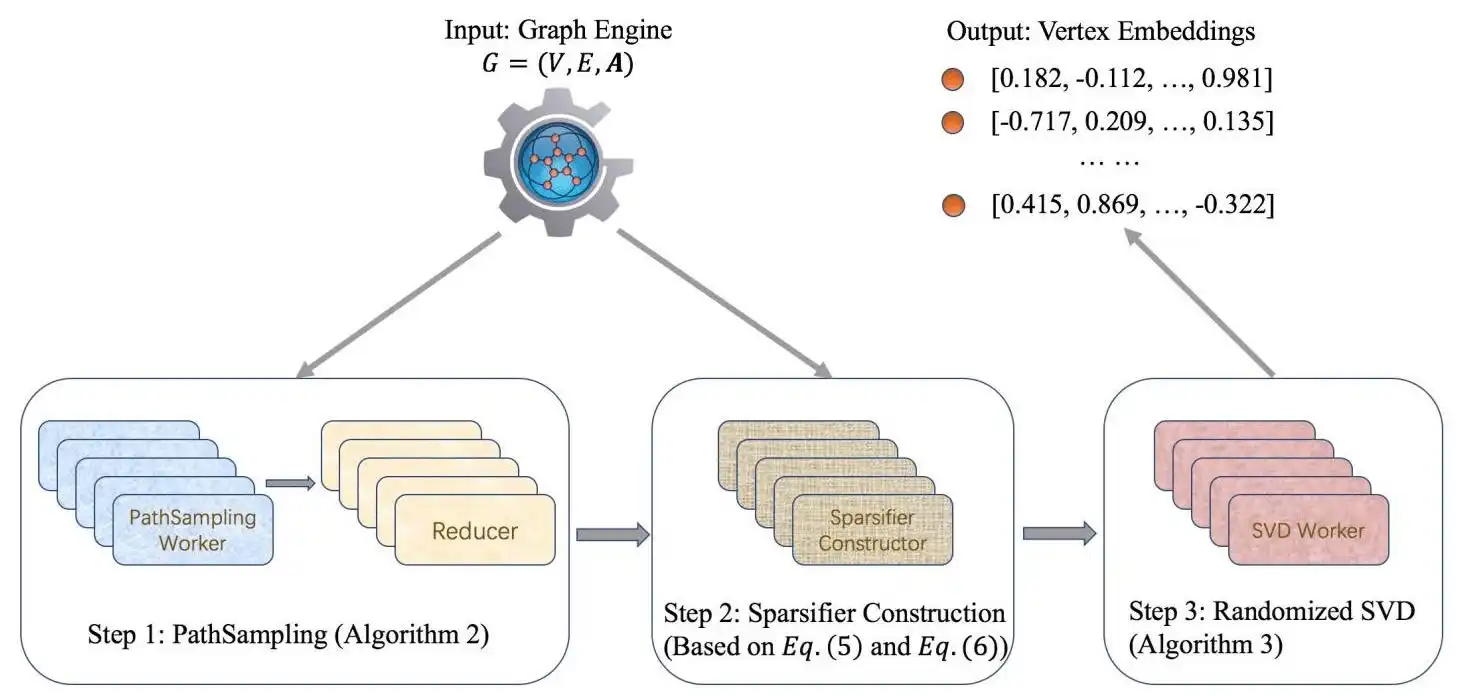 Input: Graph Engine
G = (V, E, A)
Output: Vertex Embeddings
[0.182, -0.112, …, 0.981]
[-0.717, 0.209, …, 0.135]
… …
[0.415, 0.869, …, -0.322]
PathSampling
Worker
Reducer
Step 1: PathSampling (Algorithm 2)
Sparsifier
Constructor
Step 2: Sparsifier Construction
(Based on Eq. (5) and Eq. (6))
SVD Worker
Step 3: Randomized SVD
(Algorithm 3)